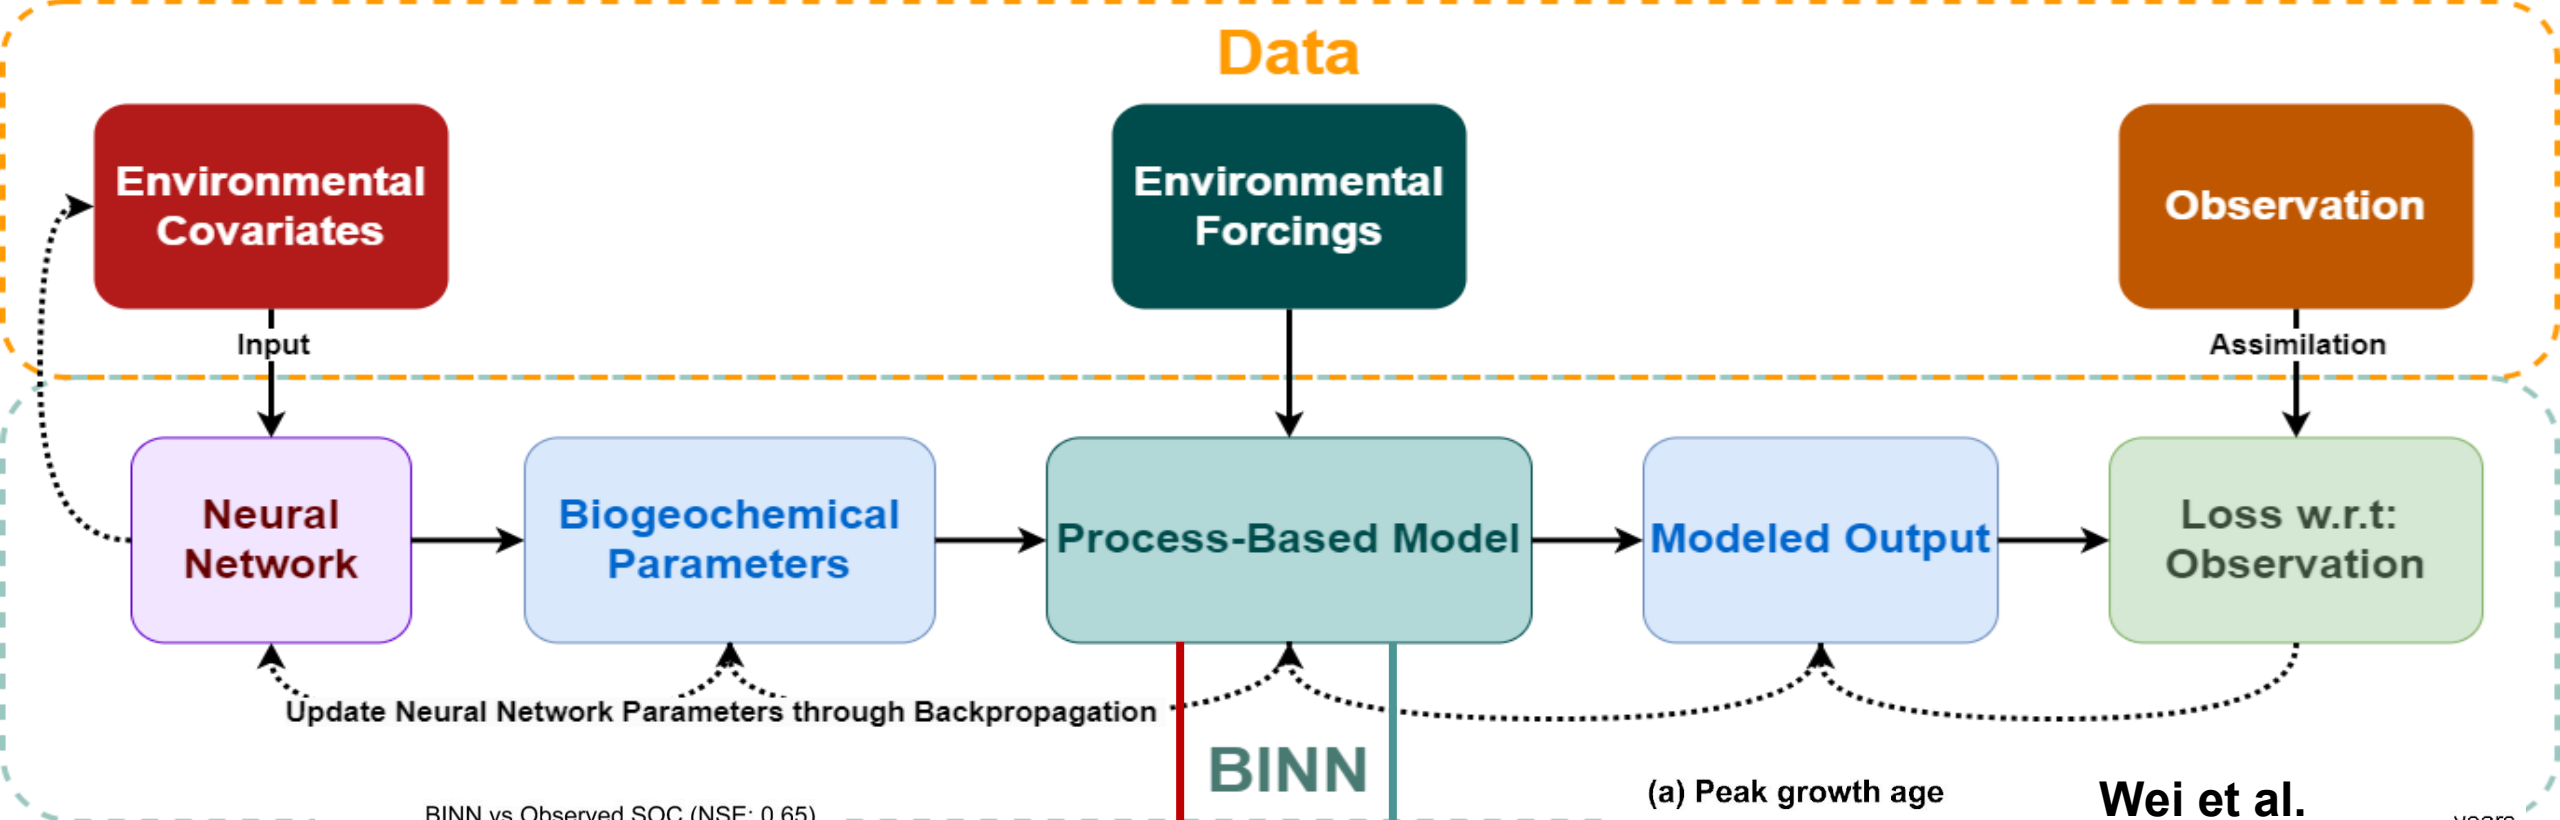 Data
Environmental
Covariates
Environmental
Forcings
Observation
Input
Assimilation
Neural
Network
Biogeochemical
Parameters
Process-Based Model
Modeled Output
Loss w.r.t:
Observation
Update Neural Network Parameters through Backpropagation
BINN
(a) Peak growth age
Wei et al.
BINN vs Observed SOC (NSE: 0.65)
years